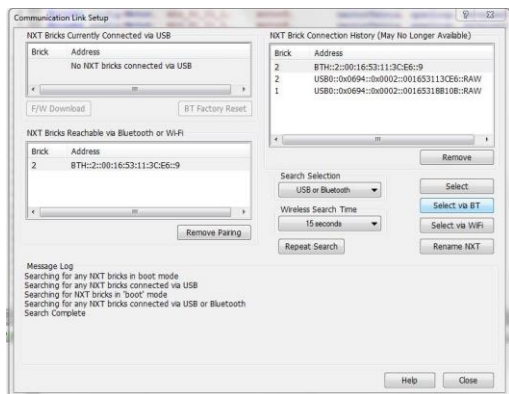 Communication Link Setup
NXT Bricks Currently Connected via USB
Brick Address
No NXT bricks connected via USB
F/W Download BT Factory Reset
NXT Bricks Reachable via Bluetooth or Wi-Fi
Brick Address
2 BTH::2::00:16:53:11:3C:E6::9
Remove Pairing
NXT Brick Connection History (May No Longer Available)
Brick Address
2 BTH::2::00:16:53:11:3C:E6::9
2 USB0::0x0694::0x0002::001653113CE6::RAW
1 USB0::0x0694::0x0002::0016531BB10B::RAW
Remove
Search Selection
USB or Bluetooth
Wireless Search Time
15 seconds
Repeat Search
Select
Select via BT
Select via WiFi
Rename NXT
Message Log
Searching for any NXT bricks in boot mode
Searching for any NXT bricks connected via USB
Searching for NXT bricks in 'boot' mode
Searching for any NXT bricks connected via USB or Bluetooth
Search Complete
Help Close